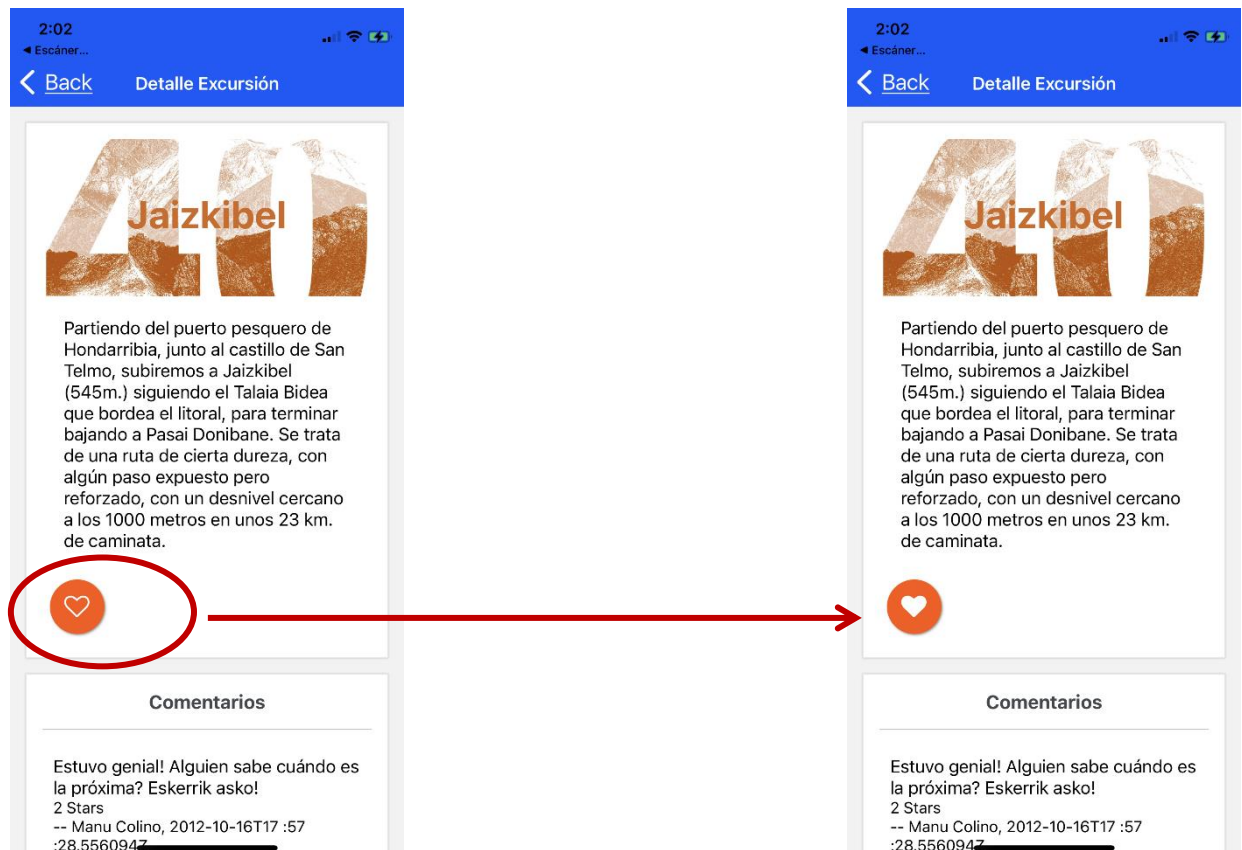 2:02
◀ Escáner...
Back
Detalle Excursión
40
Jaizkibel
Partiendo del puerto pesquero de
Hondarribia, junto al castillo de San
Telmo, subiremos a Jaizkibel
(545m.) siguiendo el Talaia Bidea
que bordea el litoral, para terminar
bajando a Pasai Donibane. Se trata
de una ruta de cierta dureza, con
algún paso expuesto pero
reforzado, con un desnivel cercano
a los 1000 metros en unos 23 km.
de caminata.
Comentarios
Estuvo genial! Alguien sabe cuándo es
la próxima? Eskerrik asko!
2 Stars
-- Manu Colino, 2012-10-16T17 :57
:28.556094Z
2:02
◀ Escáner...
Back
Detalle Excursión
40
Jaizkibel
Partiendo del puerto pesquero de
Hondarribia, junto al castillo de San
Telmo, subiremos a Jaizkibel
(545m.) siguiendo el Talaia Bidea
que bordea el litoral, para terminar
bajando a Pasai Donibane. Se trata
de una ruta de cierta dureza, con
algún paso expuesto pero
reforzado, con un desnivel cercano
a los 1000 metros en unos 23 km.
de caminata.
Comentarios
Estuvo genial! Alguien sabe cuándo es
la próxima? Eskerrik asko!
2 Stars
-- Manu Colino, 2012-10-16T17 :57
:28.556094Z